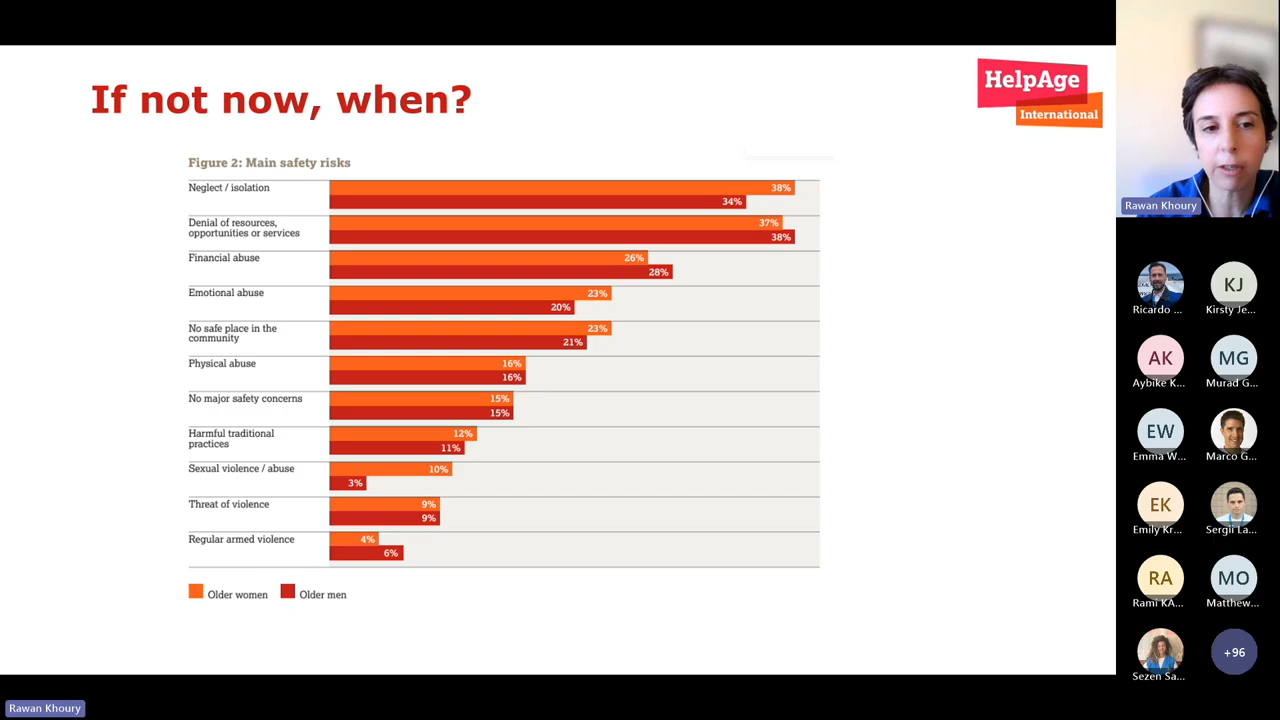 If not now, when?
HelpAge
International
Figure 2: Main safety risks
Neglect / isolation
38%
34%
Denial of resources,
opportunities or services
37%
38%
Financial abuse
26%
28%
Emotional abuse
23%
20%
No safe place in the
community
23%
21%
Physical abuse
16%
16%
No major safety concerns
15%
15%
Harmful traditional
practices
12%
11%
Sexual violence / abuse
10%
3%
Threat of violence
9%
9%
Regular armed violence
4%
6%
Older women
Older men
Rawan Khoury
Ricardo ...
KJ
Kirsty Je...
AK
Aybike K...
MG
Murad G...
EW
Emma W...
Marco G...
EK
Emily Kr...
Sergii La...
RA
Rami KA...
MO
Matthew...
Sezen Sa...
+96
Rawan Khoury